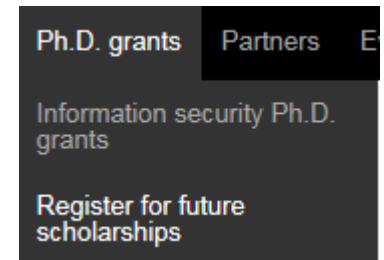 Ph.D. grants Partners
Information security Ph.D.
grants
Register for future
scholarships